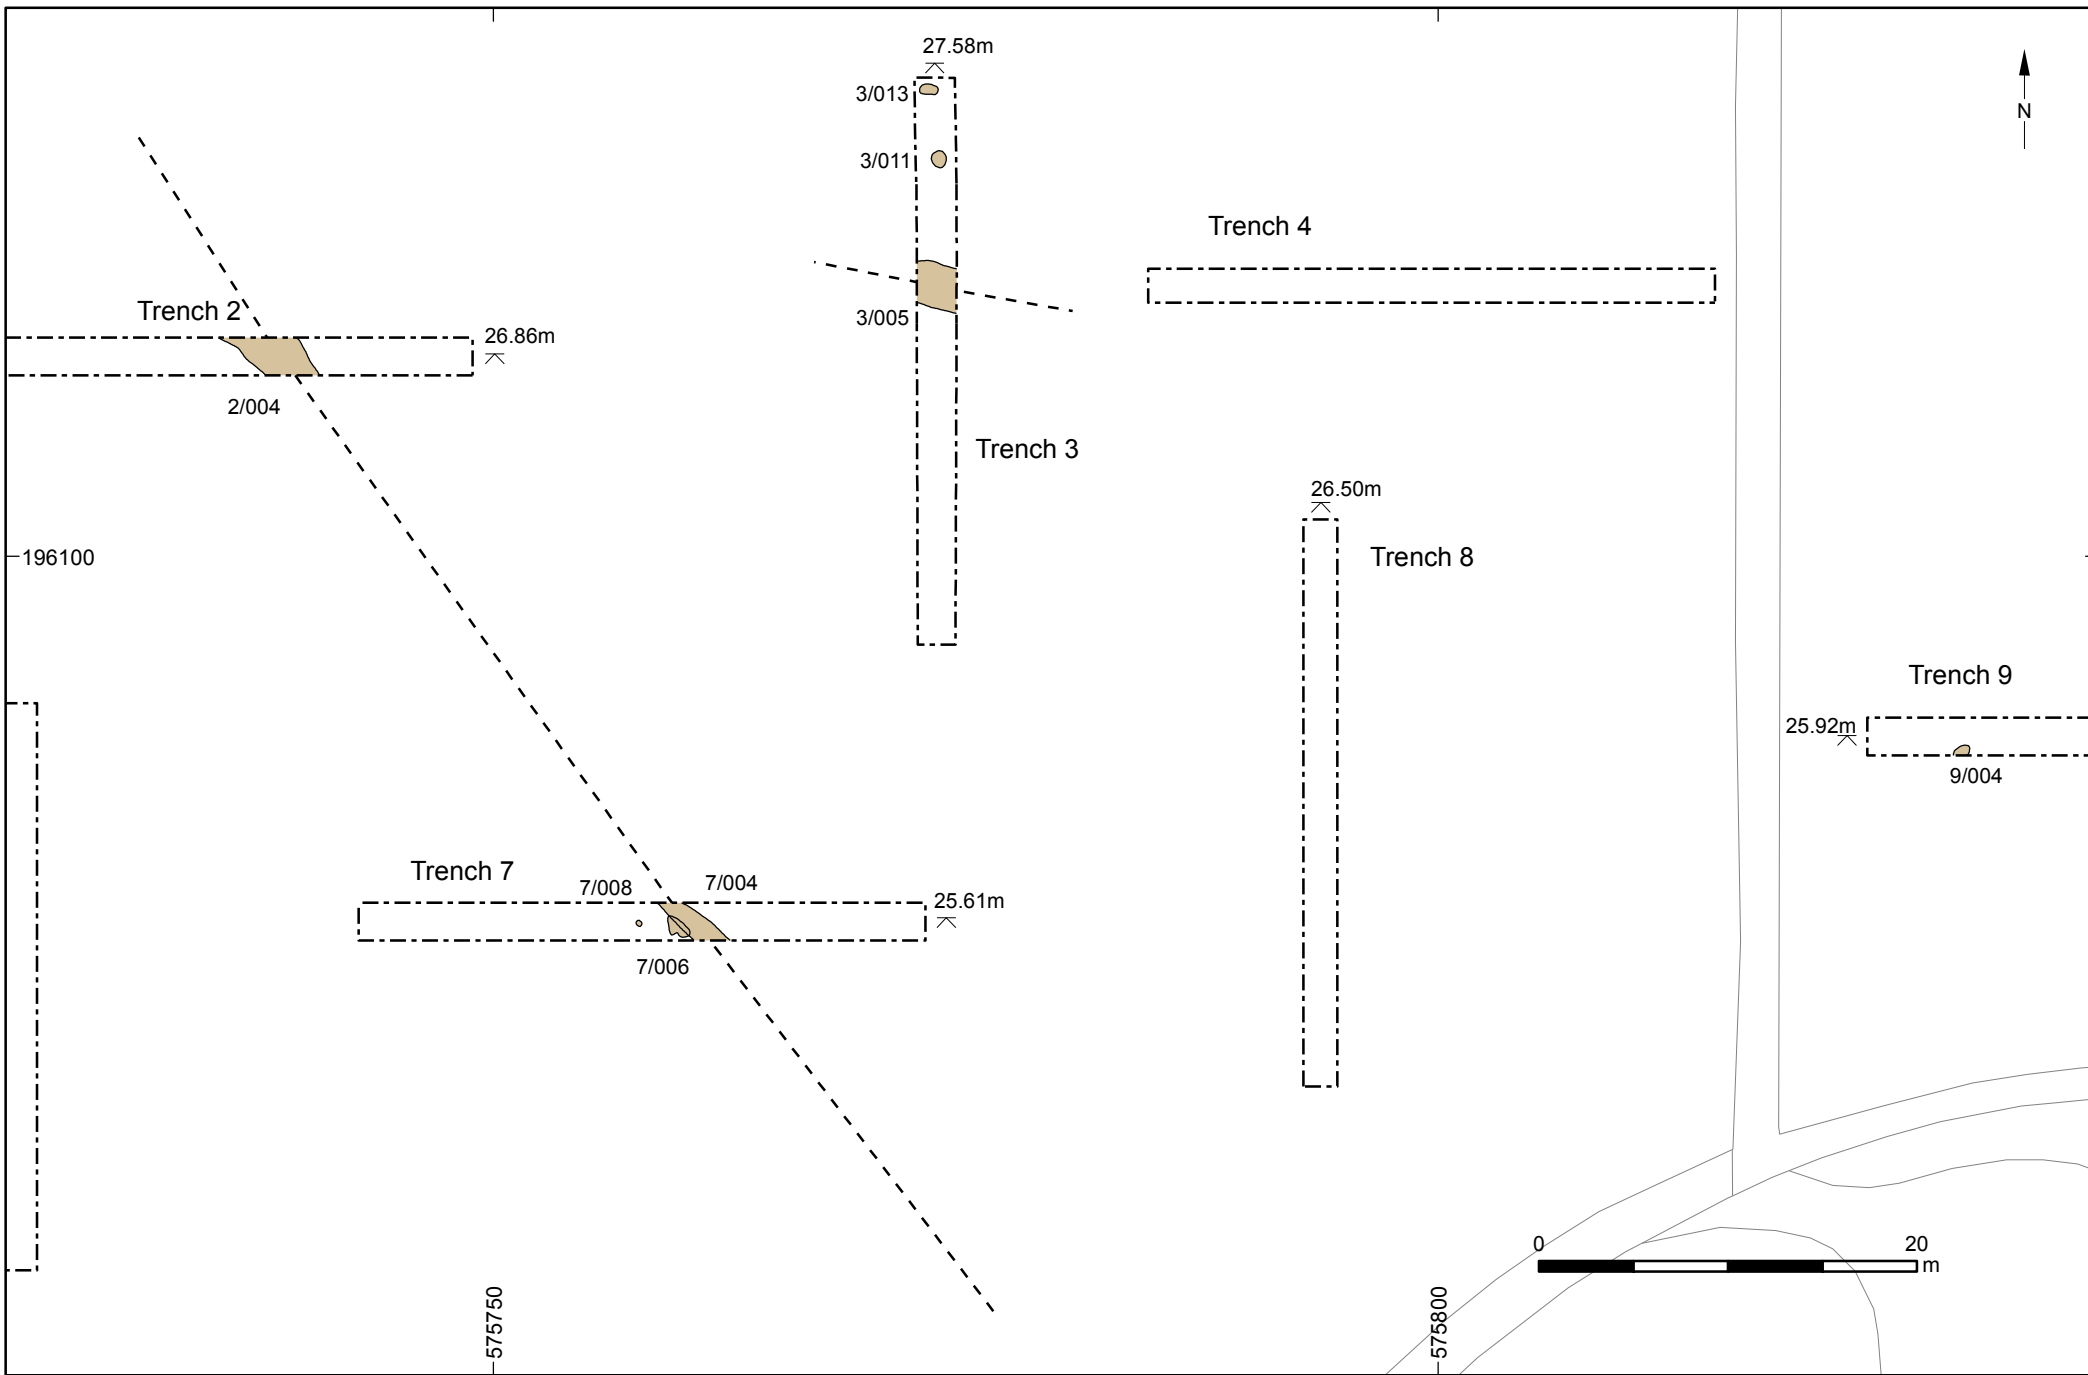 27.58m
3/013
N
3/011
Trench 4
Trench 2
3/005
26.86m
2/004
Trench 3
26.50m
196100
Trench 8
Trench 9
25.92m
9/004
Trench 7
7/008
7/004
25.61m
7/006
0
20
m
575750
575800